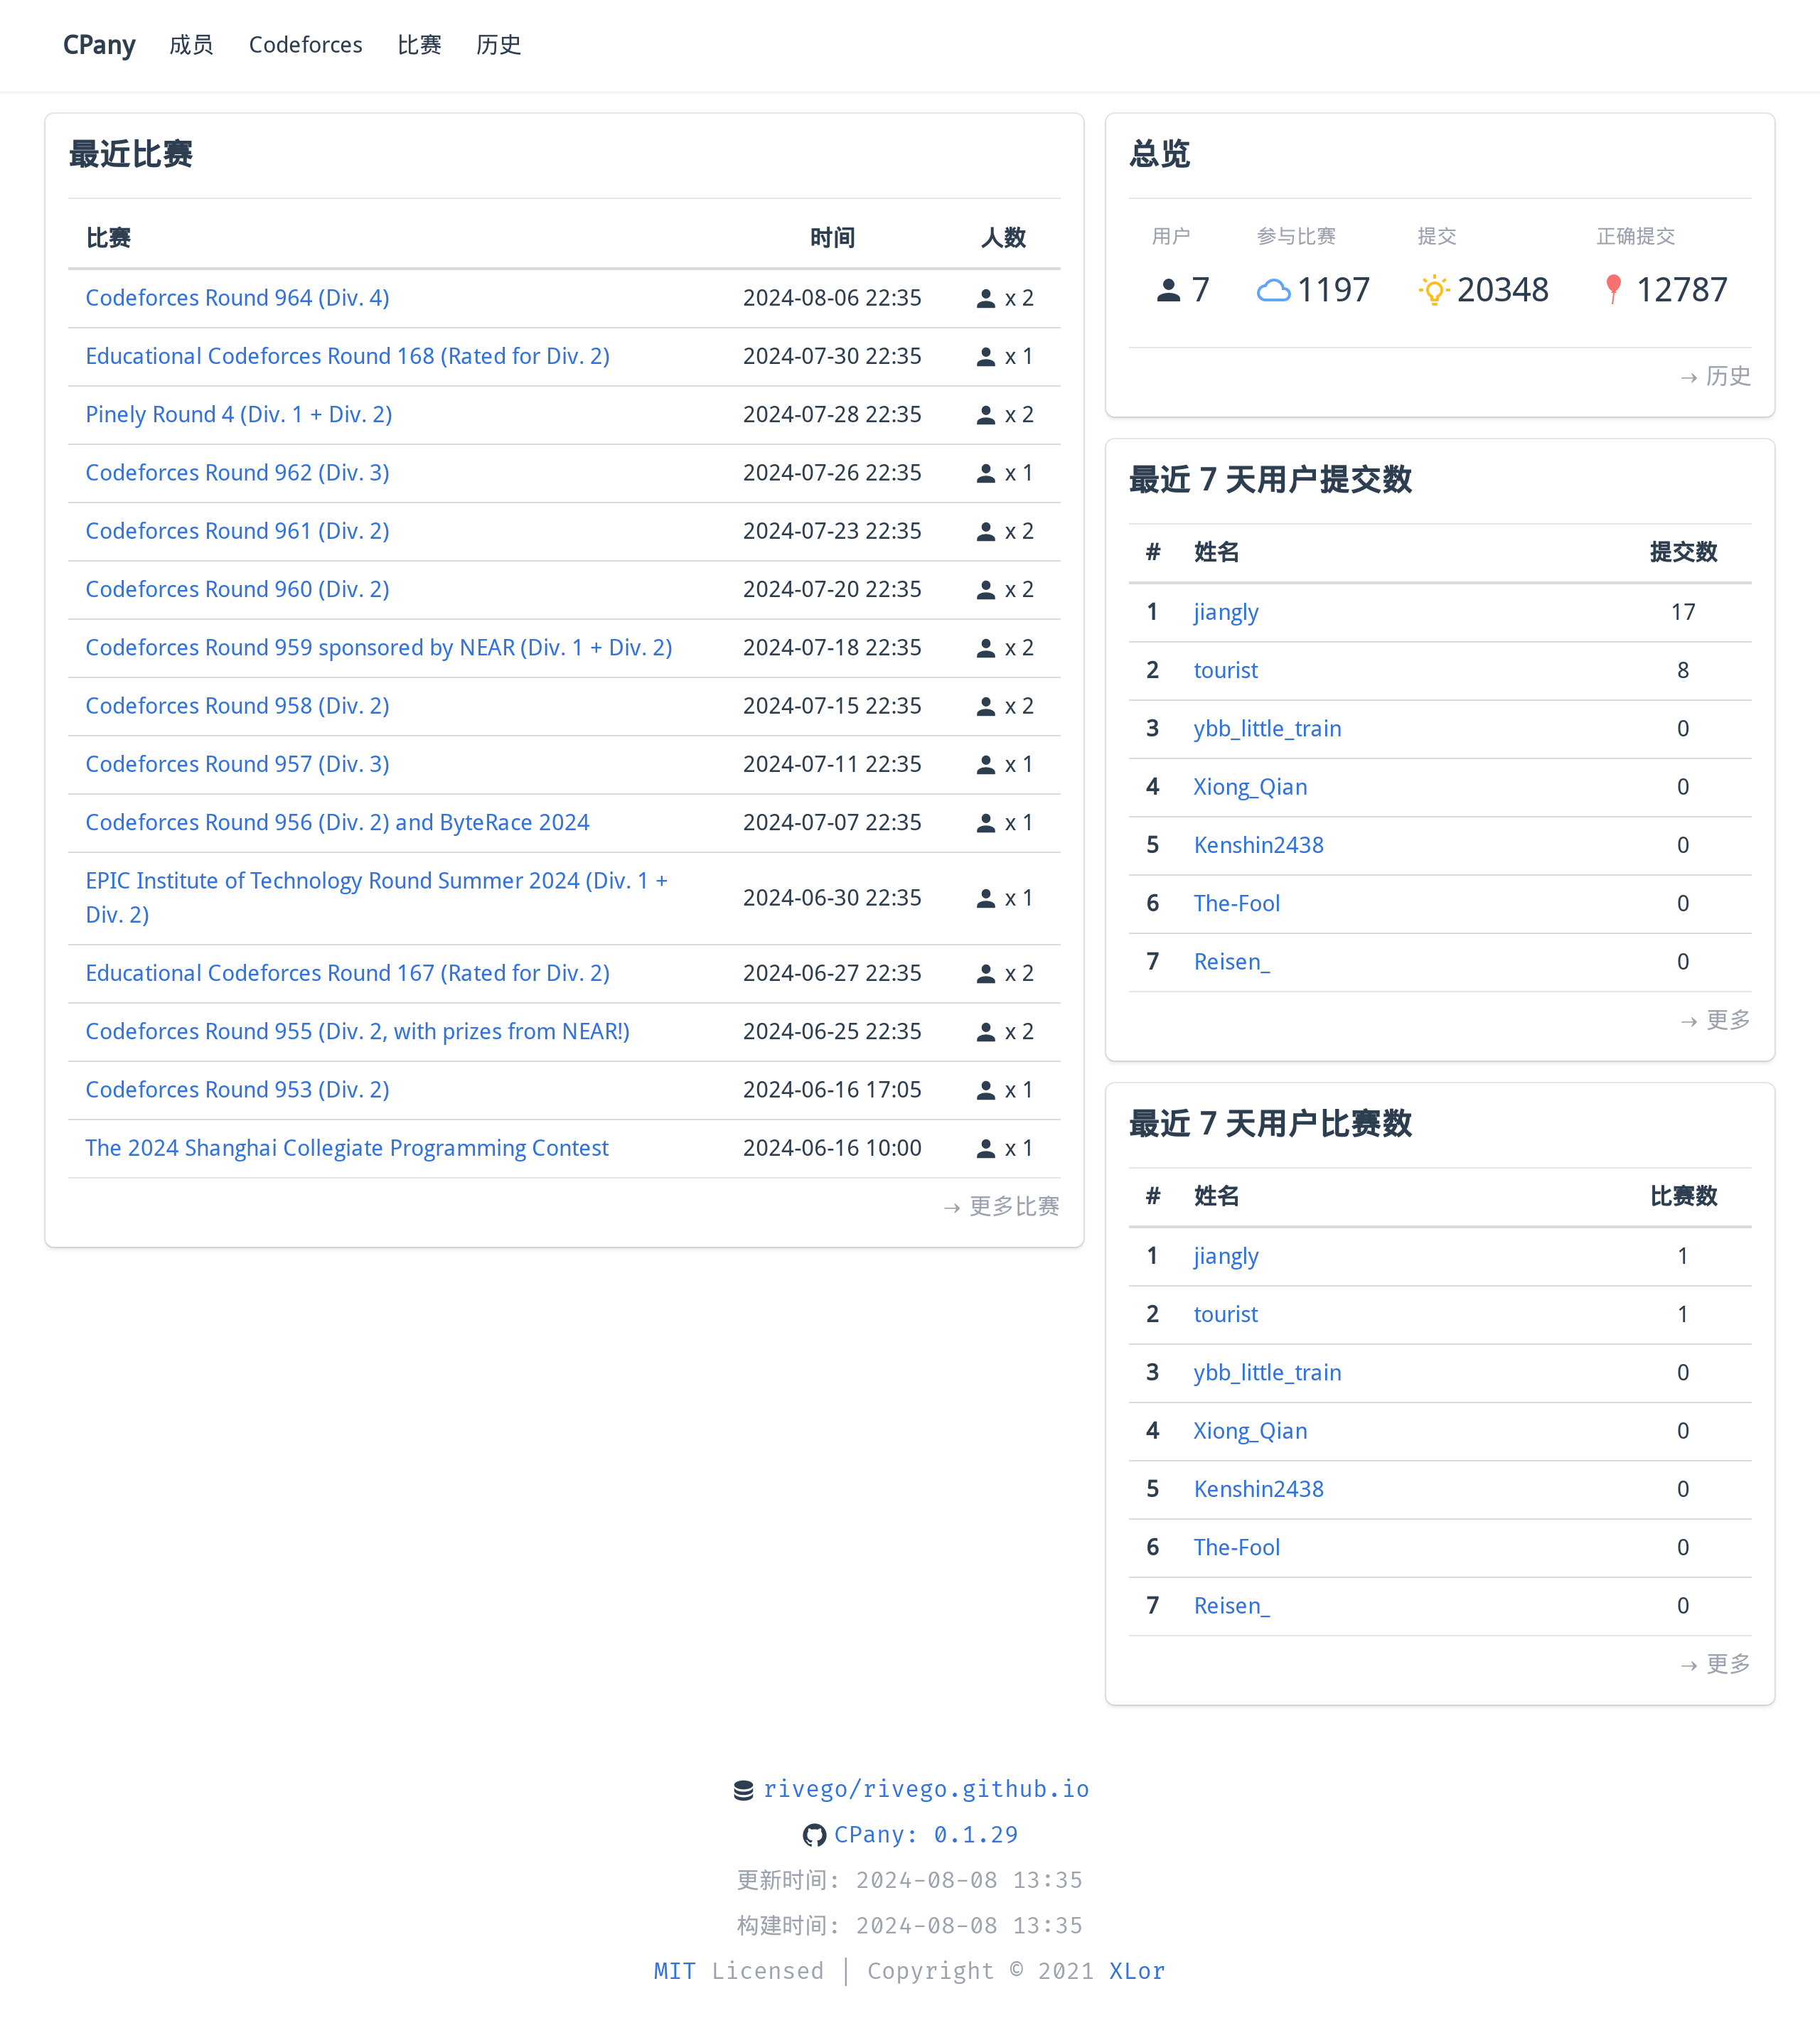 CPany 成员 Codeforces 比赛 历史
最近比赛
比赛 时间 人数
Codeforces Round 964 (Div. 4) 2024-08-06 22:35 x 2
Educational Codeforces Round 168 (Rated for Div. 2) 2024-07-30 22:35 x 1
Pinely Round 4 (Div. 1 + Div. 2) 2024-07-28 22:35 x 2
Codeforces Round 962 (Div. 3) 2024-07-26 22:35 x 1
Codeforces Round 961 (Div. 2) 2024-07-23 22:35 x 2
Codeforces Round 960 (Div. 2) 2024-07-20 22:35 x 2
Codeforces Round 959 sponsored by NEAR (Div. 1 + Div. 2) 2024-07-18 22:35 x 2
Codeforces Round 958 (Div. 2) 2024-07-15 22:35 x 2
Codeforces Round 957 (Div. 3) 2024-07-11 22:35 x 1
Codeforces Round 956 (Div. 2) and ByteRace 2024 2024-07-07 22:35 x 1
EPIC Institute of Technology Round Summer 2024 (Div. 1 +
Div. 2) 2024-06-30 22:35 x 1
Educational Codeforces Round 167 (Rated for Div. 2) 2024-06-27 22:35 x 2
Codeforces Round 955 (Div. 2, with prizes from NEAR!) 2024-06-25 22:35 x 2
Codeforces Round 953 (Div. 2) 2024-06-16 17:05 x 1
The 2024 Shanghai Collegiate Programming Contest 2024-06-16 10:00 x 1
→ 更多比赛
总览
用户 参与比赛 提交 正确提交
7 1197 20348 12787
→ 历史
最近 7 天用户提交数
# 姓名 提交数
1 jiangly 17
2 tourist 8
3 ybb_little_train 0
4 Xiong_Qian 0
5 Kenshin2438 0
6 The-Fool 0
7 Reisen_ 0
→ 更多
最近 7 天用户比赛数
# 姓名 比赛数
1 jiangly 1
2 tourist 1
3 ybb_little_train 0
4 Xiong_Qian 0
5 Kenshin2438 0
6 The-Fool 0
7 Reisen_ 0
→ 更多
rivego/rivego.github.io
CPany: 0.1.29
更新时间: 2024-08-08 13:35
构建时间: 2024-08-08 13:35
MIT Licensed | Copyright © 2021 XLor